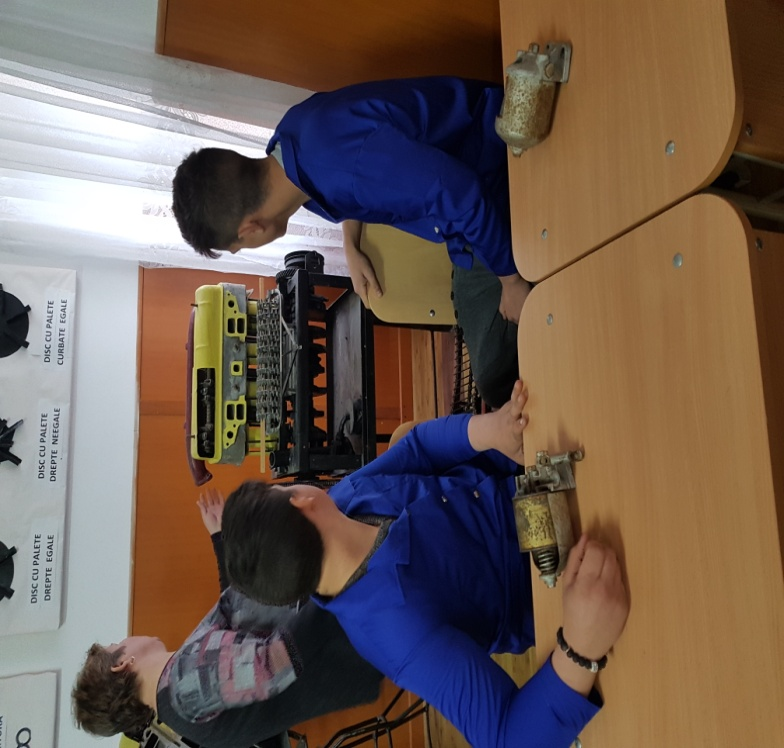 DISC CU PALETE
DREPTE EGALE
DISC CU PALETE
DREPTE NEEGALE
DISC CU PALETE
CURBATE EGALE